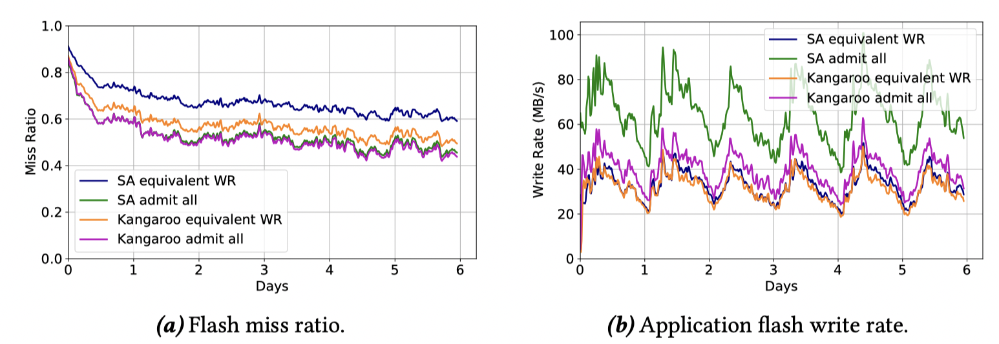 1.0
0.8
0.6
0.4
0.2
0.0
Miss Ratio
SA equivalent WR
SA admit all
Kangaroo equivalent WR
Kangaroo admit all
0 1 2 3 4 5 6
Days
(a) Flash miss ratio.
100
80
60
40
20
0
Write Rate (MB/s)
SA equivalent WR
SA admit all
Kangaroo equivalent WR
Kangaroo admit all
0 1 2 3 4 5 6
Days
(b) Application flash write rate.